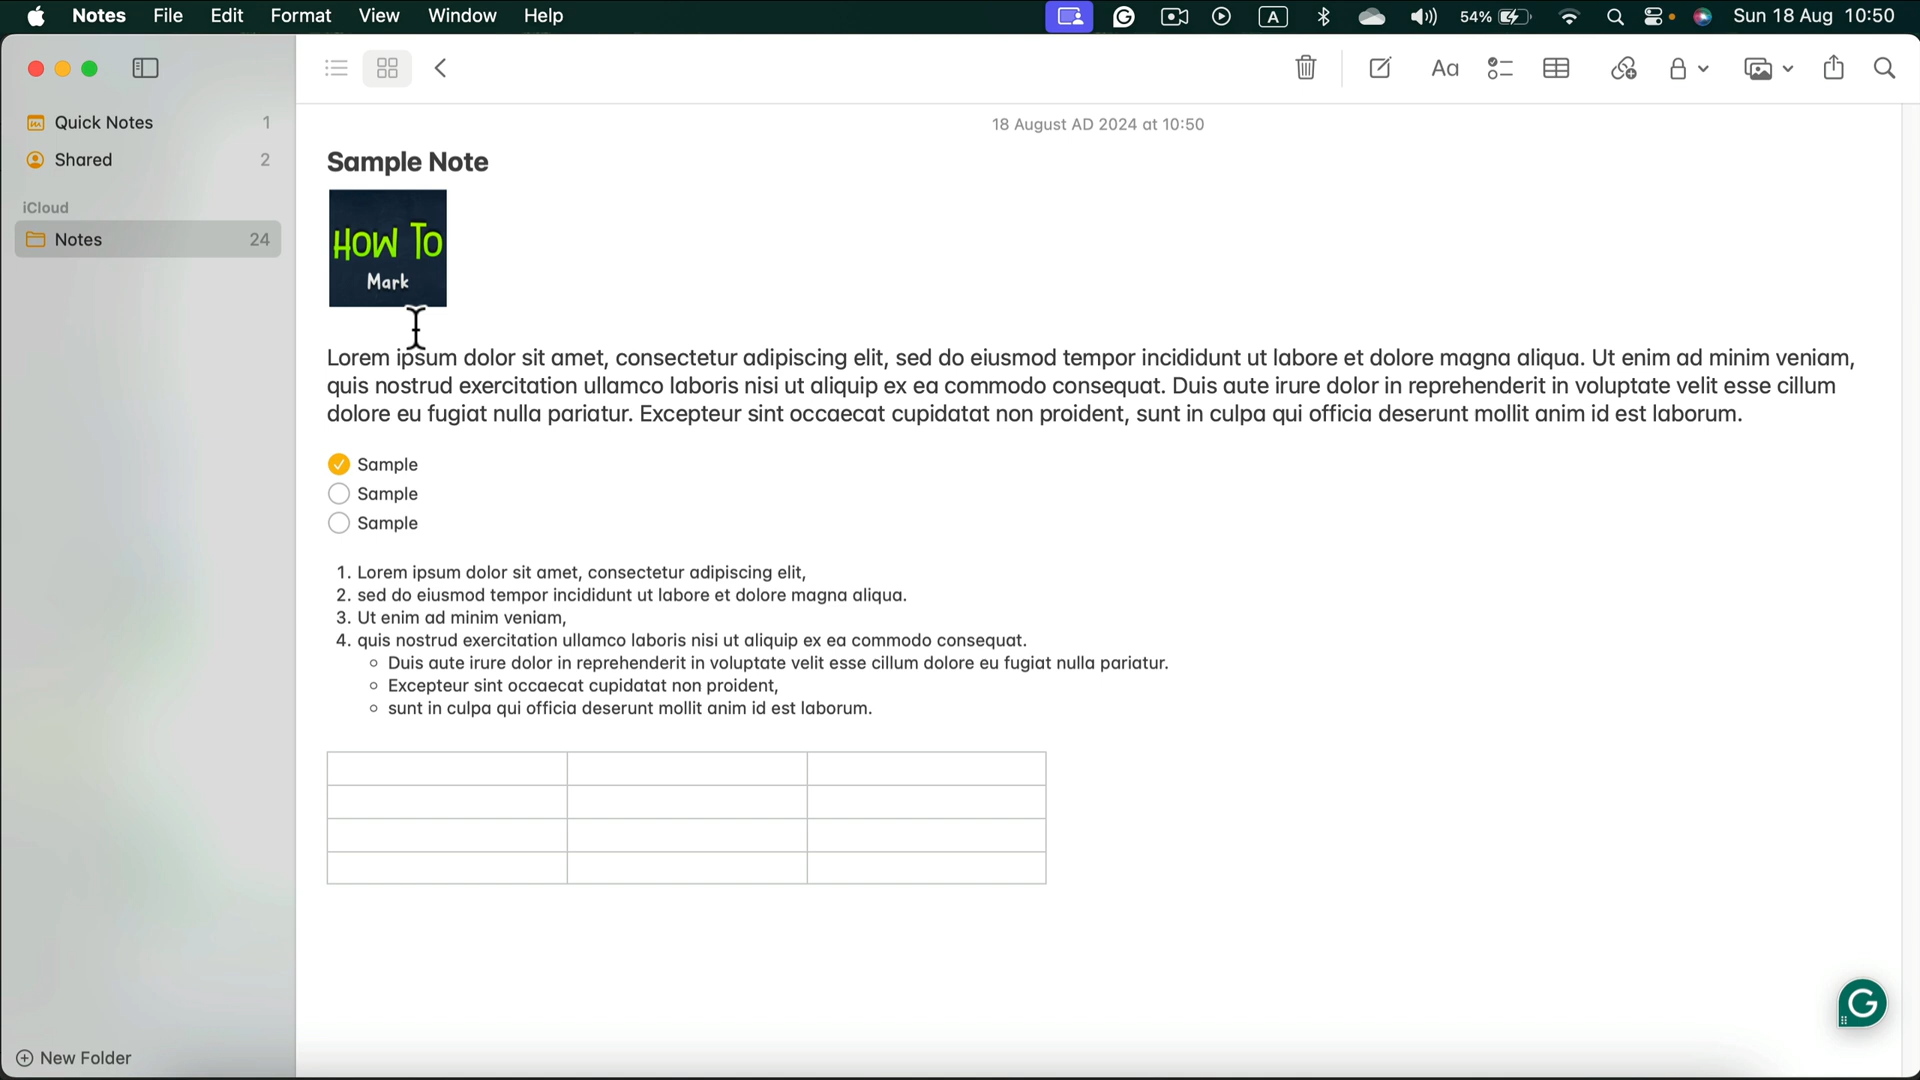 Notes File Edit Format View Window Help A 54% Sun 18 Aug 10:50
Quick Notes 1
Shared 2
iCloud
Notes 24
New Folder
Aa
18 August AD 2024 at 10:50
Sample Note
HOW TO
Mark
Lorem ipsum dolor sit amet, consectetur adipiscing elit, sed do eiusmod tempor incididunt ut labore et dolore magna aliqua. Ut enim ad minim veniam,
quis nostrud exercitation ullamco laboris nisi ut aliquip ex ea commodo consequat. Duis aute irure dolor in reprehenderit in voluptate velit esse cillum
dolore eu fugiat nulla pariatur. Excepteur sint occaecat cupidatat non proident, sunt in culpa qui officia deserunt mollit anim id est laborum.
Sample
Sample
Sample
1. Lorem ipsum dolor sit amet, consectetur adipiscing elit,
2. sed do eiusmod tempor incididunt ut labore et dolore magna aliqua.
3. Ut enim ad minim veniam,
4. quis nostrud exercitation ullamco laboris nisi ut aliquip ex ea commodo consequat.
Duis aute irure dolor in reprehenderit in voluptate velit esse cillum dolore eu fugiat nulla pariatur.
Excepteur sint occaecat cupidatat non proident,
sunt in culpa qui officia deserunt mollit anim id est laborum.